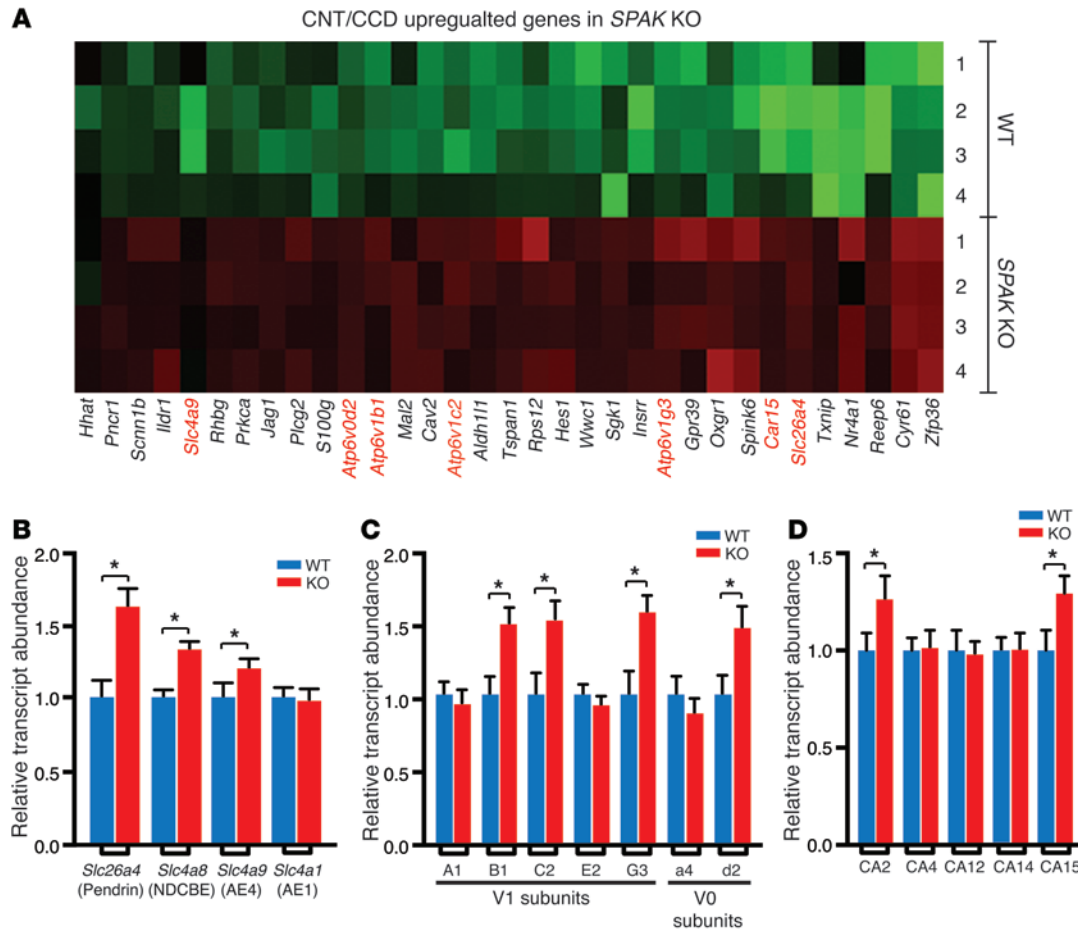 A
CNT/CCD upregualted genes in SPAK KO
1
2
3
4
WT
1
2
3
4
SPAK KO
Hhat
Pncr1
Scnn1b
Ildr1
Slc4a9
Rhbg
Prkca
Jag1
Plcg2
S100g
Atp6v0d2
Atp6v1b1
Mal2
Cav2
Atp6v1c2
Aldh1l1
Tspan1
Rps12
Hes1
Wwc1
Sgk1
Insrr
Atp6v1g3
Gpr39
Oxgr1
Spink6
Car15
Slc26a4
Txnip
Nr4a1
Reep6
Cyr61
Zfp36
B
Relative transcript abundance
2.0
1.5
1.0
0.5
0.0
WT
KO
* * *
Slc26a4 Slc4a8 Slc4a9 Slc4a1
(Pendrin) (NDCBE) (AE4) (AE1)
C
Relative transcript abundance
2.0
1.5
1.0
0.5
0.0
WT
KO
* * * *
A1 B1 C2 E2 G3 a4 d2
V1 subunits V0
subunits
D
Relative transcript abundance
1.5
1.0
0.5
0.0
WT
KO
* *
CA2 CA4 CA12 CA14 CA15